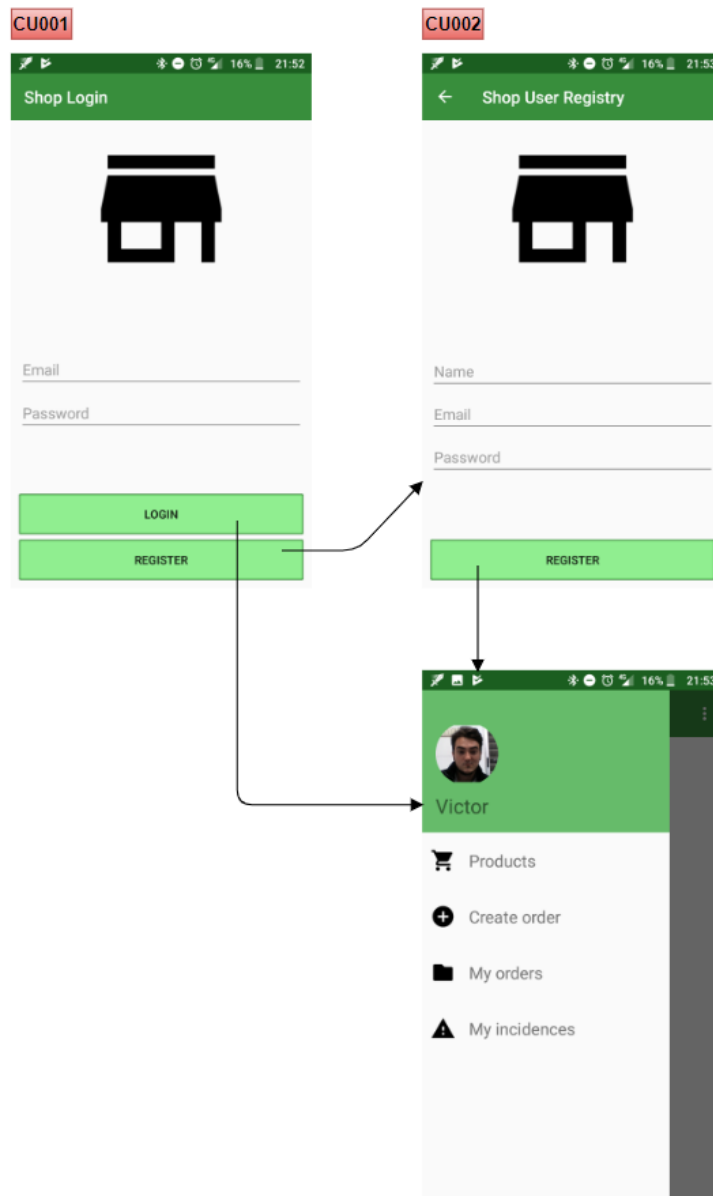 CU001
CU002
16% 21:52
Shop Login
Email
Password
LOGIN
REGISTER
16% 21:53
Shop User Registry
Name
Email
Password
REGISTER
16% 21:53
Victor
Products
Create order
My orders
My incidences